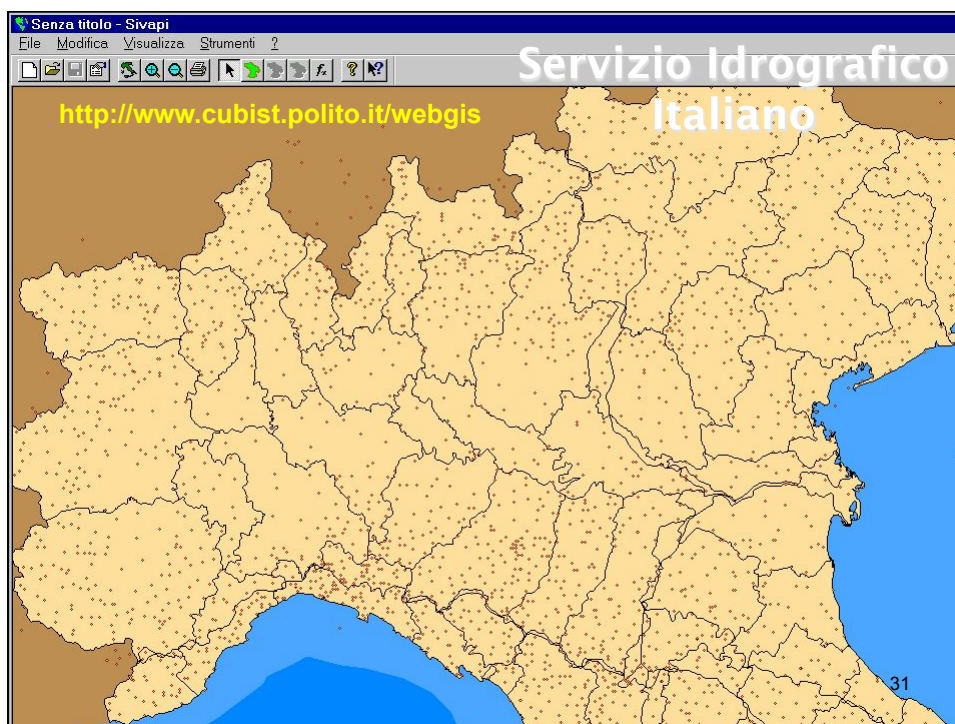 Senza titolo - Sivapi
File Modifica Visualizza Strumenti ?
Servizio Idrografico
Italiano
http://www.cubist.polito.it/webgis
31